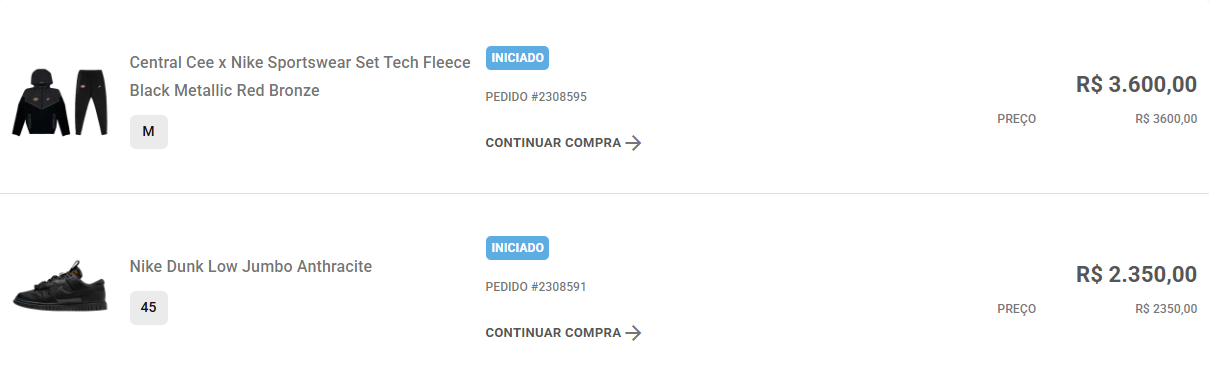 Central Cee x Nike Sportswear Set Tech Fleece
Black Metallic Red Bronze
M
INICIADO
PEDIDO #2308595
CONTINUAR COMPRA
R$ 3.600,00
PREÇO R$ 3600,00
Nike Dunk Low Jumbo Anthracite
45
INICIADO
PEDIDO #2308591
CONTINUAR COMPRA
R$ 2.350,00
PREÇO R$ 2350,00